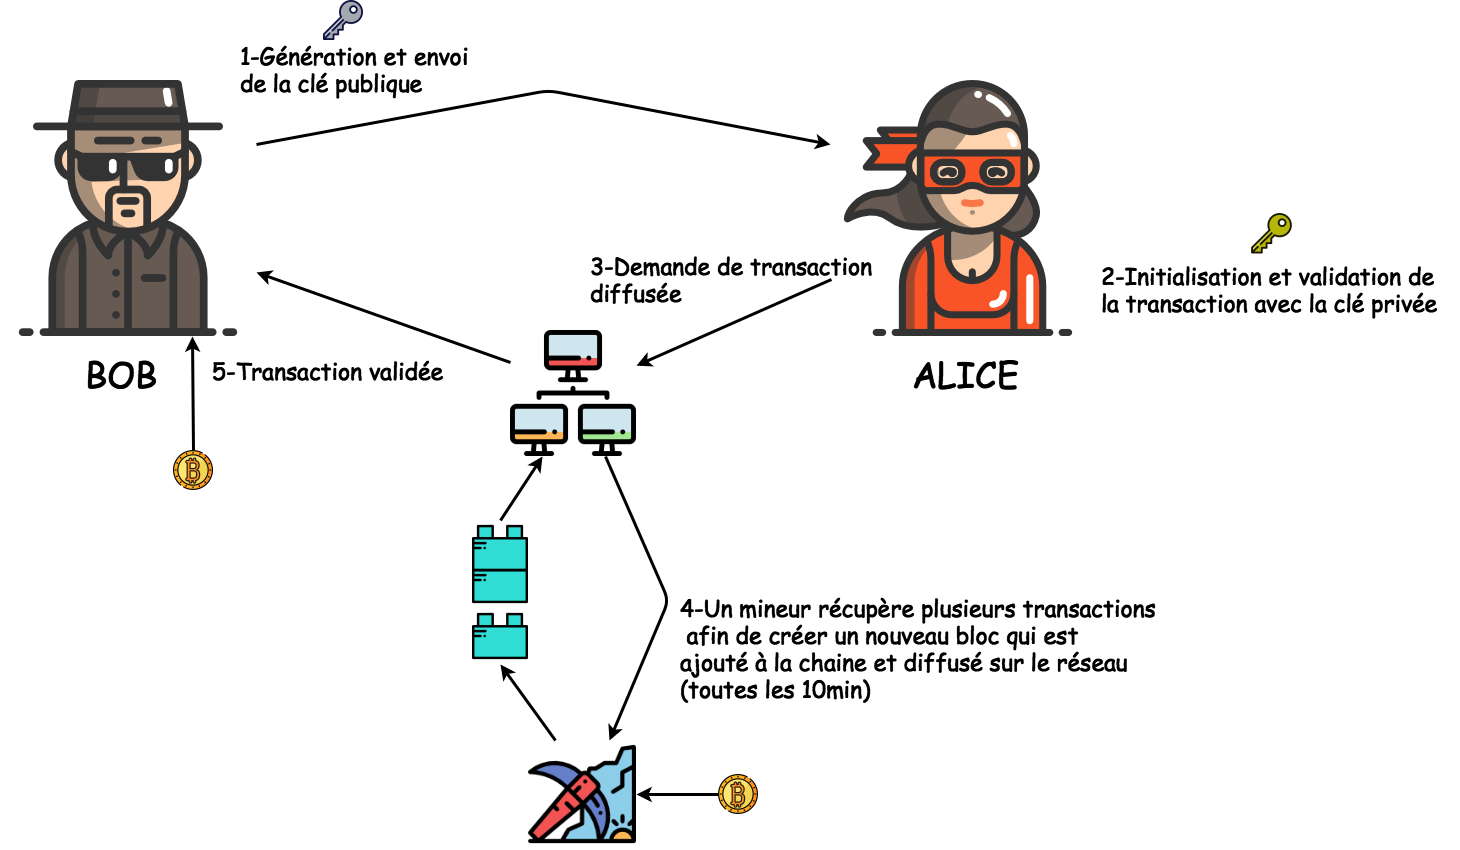 1-Génération et envoi
de la clé publique
2-Initialisation et validation de
la transaction avec la clé privée
3-Demande de transaction
diffusée
BOB
5-Transaction validée
ALICE
4-Un mineur récupère plusieurs transactions
afin de créer un nouveau bloc qui est
ajouté à la chaine et diffusé sur le réseau
(toutes les 10min)